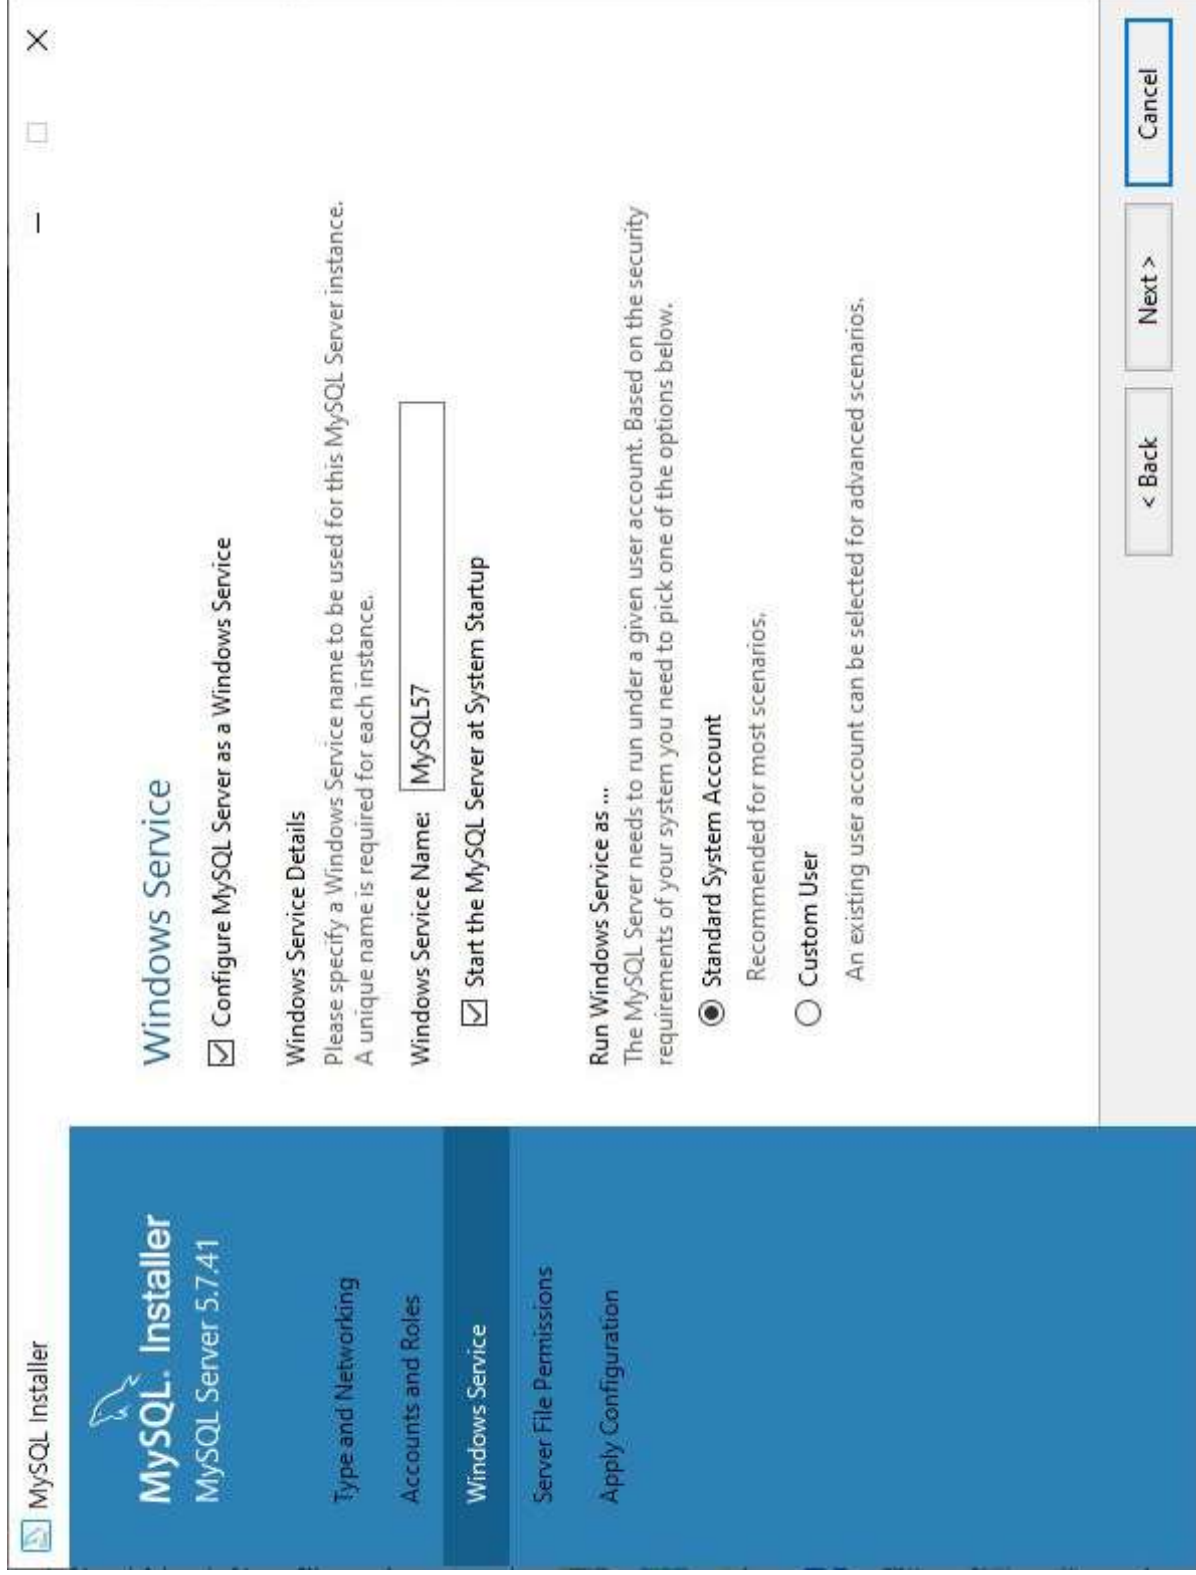 MySQL Installer
MySQL. Installer
MySQL Server 5.7.41
Type and Networking
Accounts and Roles
Windows Service
Server File Permissions
Apply Configuration
Windows Service
Configure MySQL Server as a Windows Service
Windows Service Details
Please specify a Windows Service name to be used for this MySQL Server instance.
A unique name is required for each instance.
Windows Service Name: MySQL57
Start the MySQL Server at System Startup
Run Windows Service as ...
The MySQL Server needs to run under a given user account. Based on the security
requirements of your system you need to pick one of the options below.
Standard System Account
Recommended for most scenarios.
Custom User
An existing user account can be selected for advanced scenarios.
< Back Next > Cancel